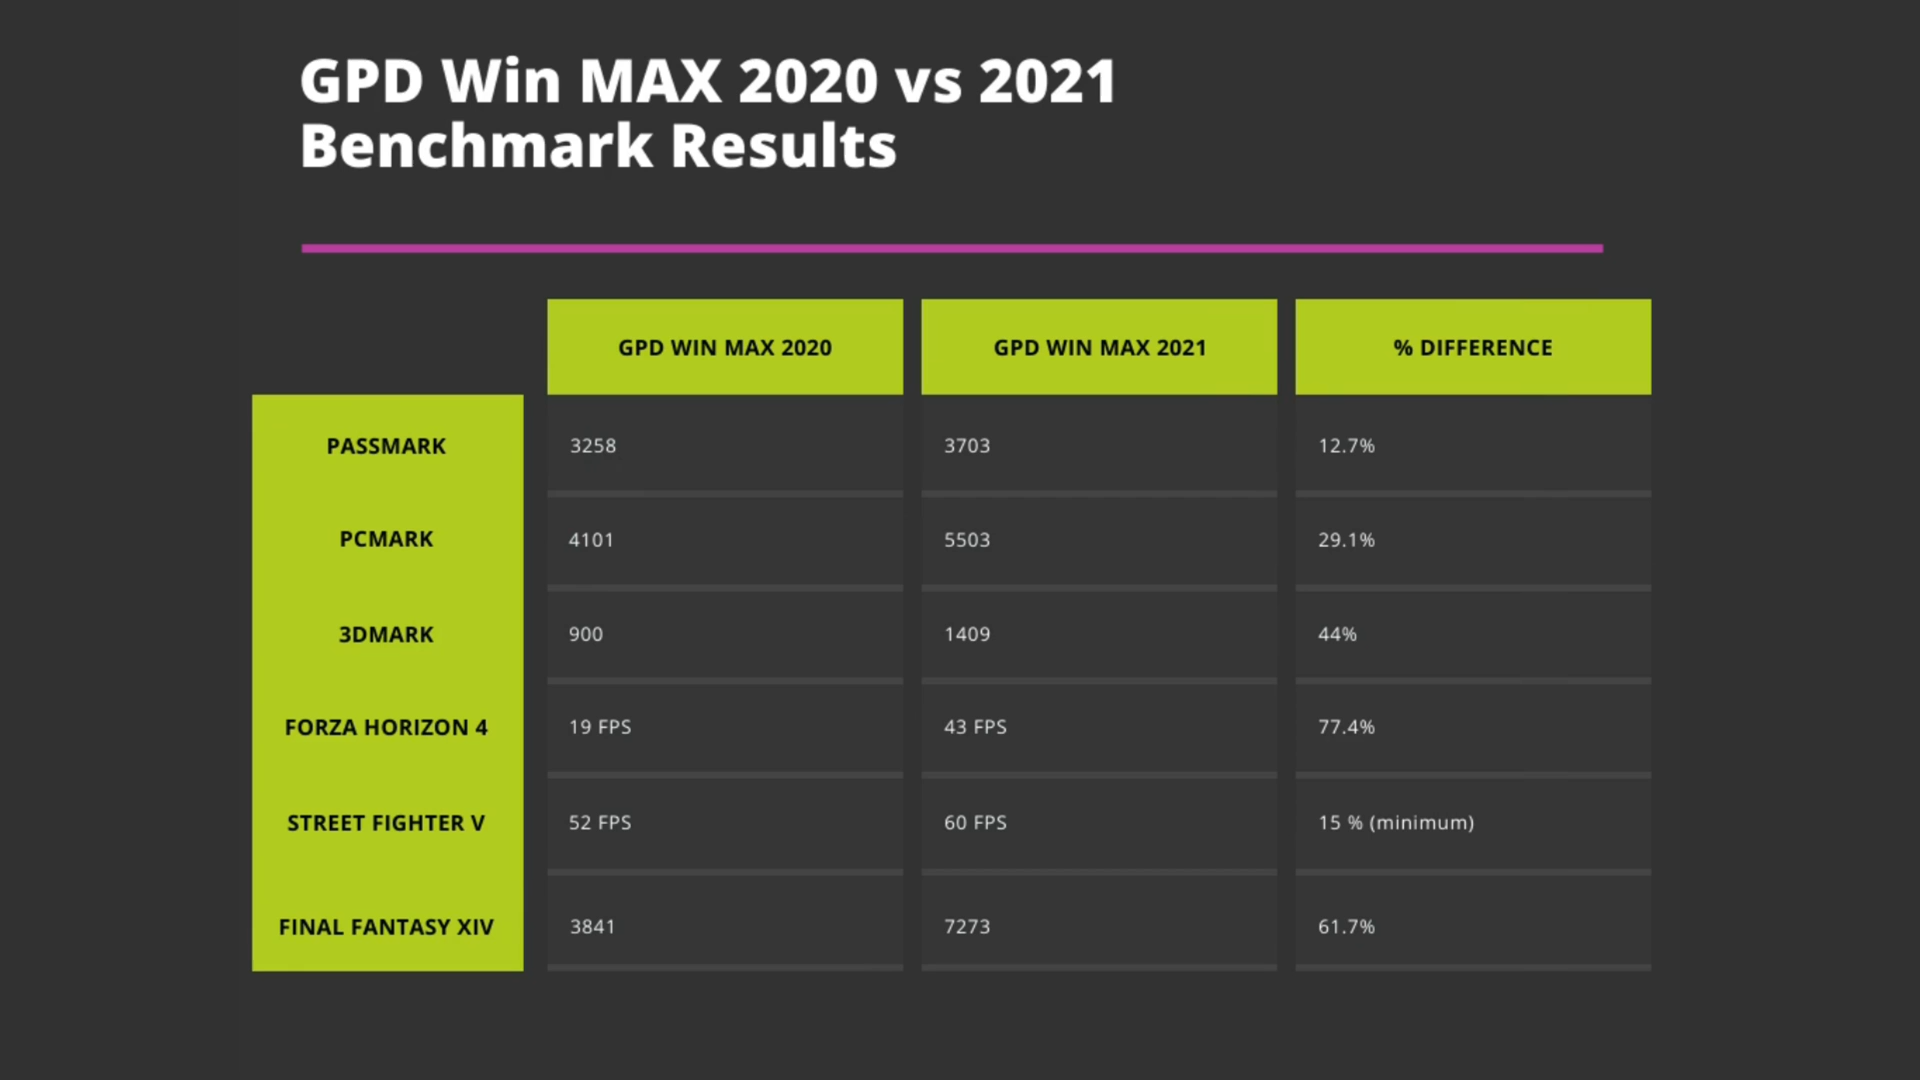 GPD Win MAX 2020 vs 2021
Benchmark Results
GPD WIN MAX 2020 GPD WIN MAX 2021 % DIFFERENCE
PASSMARK 3258 3703 12.7%
PCMARK 4101 5503 29.1%
3DMARK 900 1409 44%
FORZA HORIZON 4 19 FPS 43 FPS 77.4%
STREET FIGHTER V 52 FPS 60 FPS 15 % (minimum)
FINAL FANTASY XIV 3841 7273 61.7%